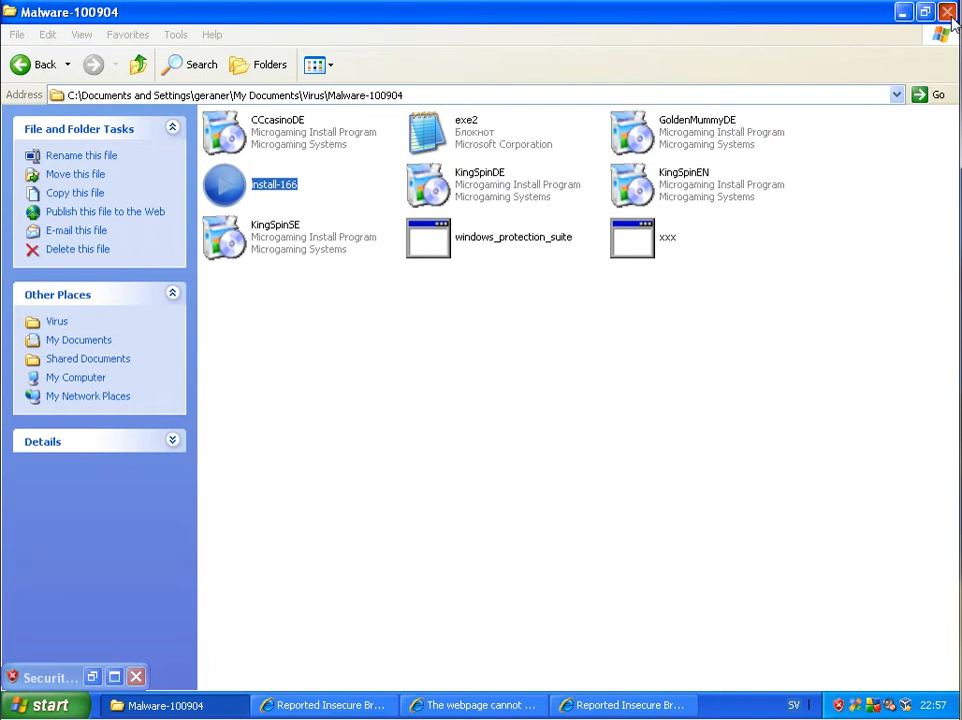 Malware-100904
File Edit View Favorites Tools Help
Back Search Folders
Address C:\Documents and Settings\geraner\My Documents\Virus\Malware-100904 Go
File and Folder Tasks
Rename this file
Move this file
Copy this file
Publish this file to the Web
E-mail this file
Delete this file
Other Places
Virus
My Documents
Shared Documents
My Computer
My Network Places
Details
CCcasinoDE
Microgaming Install Program
Microgaming Systems
exe2
Блокнот
Microsoft Corporation
GoldenMummyDE
Microgaming Install Program
Microgaming Systems
install-166
KingSpinDE
Microgaming Install Program
Microgaming Systems
KingSpinEN
Microgaming Install Program
Microgaming Systems
KingSpinSE
Microgaming Install Program
Microgaming Systems
windows_protection_suite
xxx
Securit...
start Malware-100904 Reported Insecure Br... The webpage cannot ... Reported Insecure Br... SV 22:57